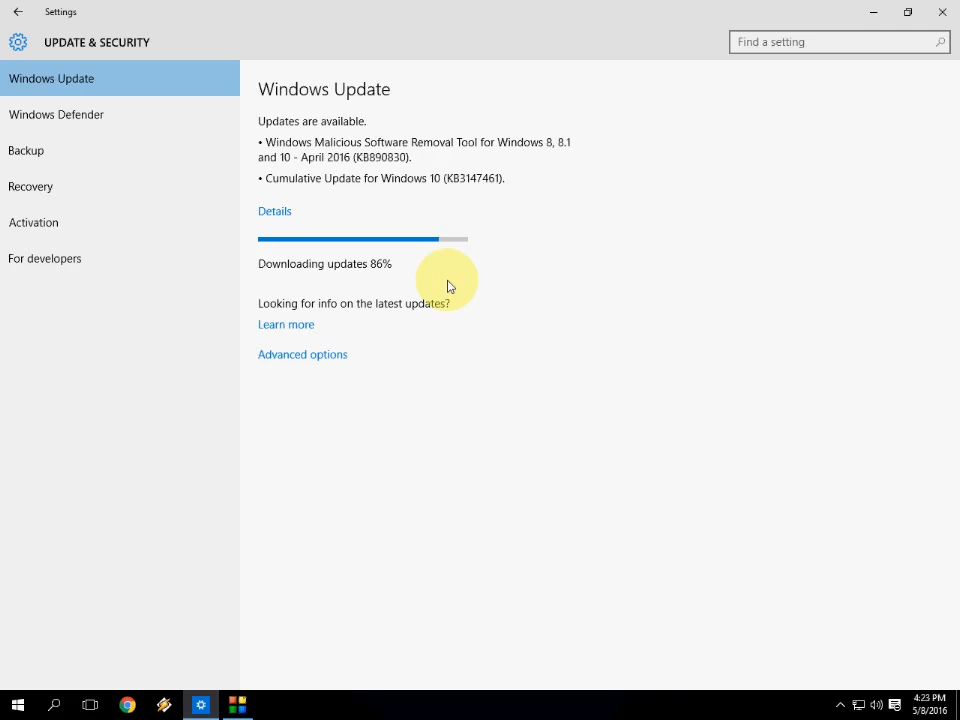 Settings
UPDATE & SECURITY
Find a setting
Windows Update
Windows Defender
Backup
Recovery
Activation
For developers
Windows Update
Updates are available.
• Windows Malicious Software Removal Tool for Windows 8, 8.1
and 10 - April 2016 (KB890830).
• Cumulative Update for Windows 10 (KB3147461).
Details
Downloading updates 86%
Looking for info on the latest updates?
Learn more
Advanced options
4:23 PM
5/8/2016